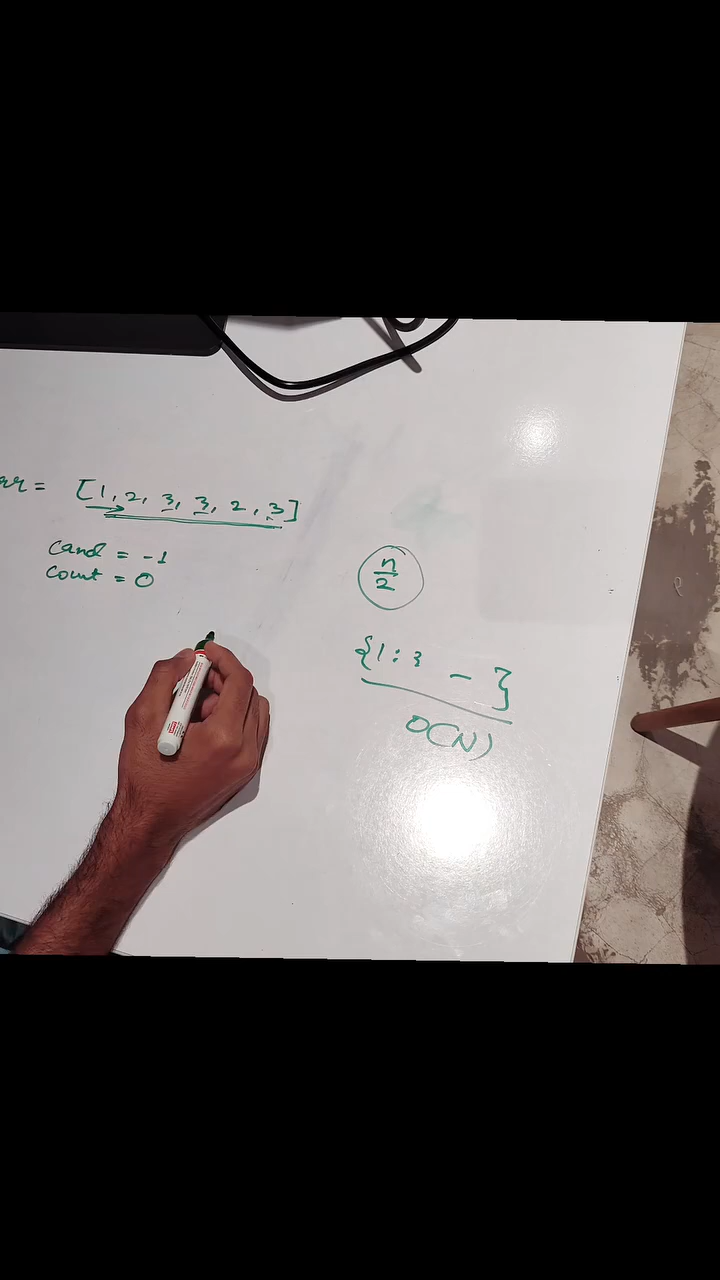 arr = [1, 2, 3, 3, 2, 3]
cand = -1
count = 0
n/2
{1: 3 - }
O(N)